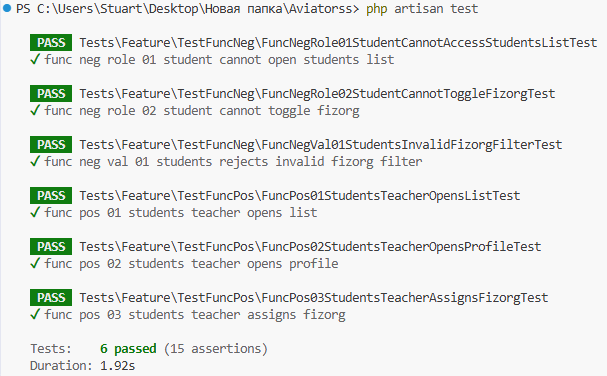 PS C:\Users\Stuart\Desktop\Новая папка\Aviatorss> php artisan test
PASS Tests\Feature\TestFuncNeg\FuncNegRole01StudentCannotAccessStudentsListTest
✓ func neg role 01 student cannot open students list
PASS Tests\Feature\TestFuncNeg\FuncNegRole02StudentCannotToggleFizorgTest
✓ func neg role 02 student cannot toggle fizorg
PASS Tests\Feature\TestFuncNeg\FuncNegVal01StudentsInvalidFizorgFilterTest
✓ func neg val 01 students rejects invalid fizorg filter
PASS Tests\Feature\TestFuncPos\FuncPos01StudentsTeacherOpensListTest
✓ func pos 01 students teacher opens list
PASS Tests\Feature\TestFuncPos\FuncPos02StudentsTeacherOpensProfileTest
✓ func pos 02 students teacher opens profile
PASS Tests\Feature\TestFuncPos\FuncPos03StudentsTeacherAssignsFizorgTest
✓ func pos 03 students teacher assigns fizorg
Tests: 6 passed (15 assertions)
Duration: 1.92s